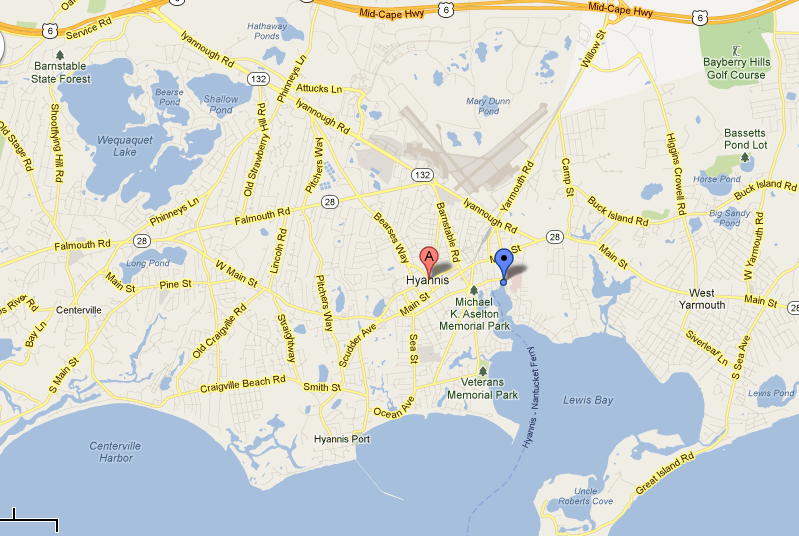 Mid-Cape Hwy
Mid-Cape Hwy
6
6
6
6
Service Rd
Hathaway
Ponds
Iyannough Rd
Phinneys Ln
Willow St
Barnstable
State Forest
132
Attucks Ln
Bayberry Hills
Golf Course
Bearse
Pond
Shallow
Pond
Iyannough Rd
Mary Dunn
Pond
Shootflying Hill Rd
Old Stage Rd
Wequaquet
Lake
Old Strawberry Hill Rd
Pitchers Way
Higgins Crowell Rd
Bassetts
Pond Lot
132
Yarmouth Rd
Camp St
Horse Pond
Buck Island Rd
Phinneys Ln
Falmouth Rd
28
Iyannough Rd
Buck Island Rd
Big Sandy
Pond
Bearses Way
Barnstable Rd
W Yarmouth Rd
Falmouth Rd
28
Lincoln Rd
28
Main St
Long Pond
W Main St
A
Main St
Pine St
Pitchers Way
Hyannis
Main St
Centerville
West
Yarmouth
Main St
28
Michael
K. Aselton
Memorial Park
Bay Ln
Old Craigville Rd
Straightway
Scudder Ave
Main St
Sea St
Siverleaf Ln
S Sea Ave
S Main St
Craigville Beach Rd
Smith St
Veterans
Memorial Park
Hyannis - Nantucket Ferry
Lewis Bay
Lewis Pond
Ocean Ave
Hyannis Port
Centerville
Harbor
Great Island Rd
Uncle
Roberts Cove